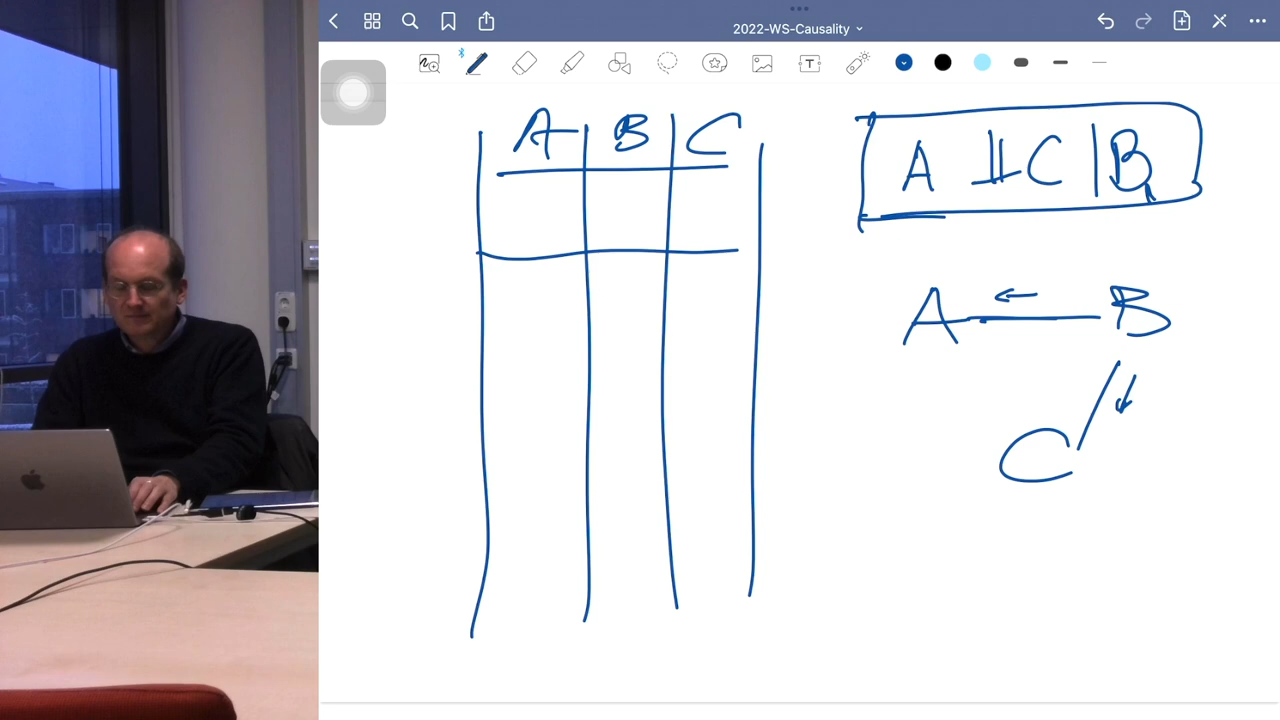 2022-WS-Causality
A B C
A ⫫ C | B
A ← B
C